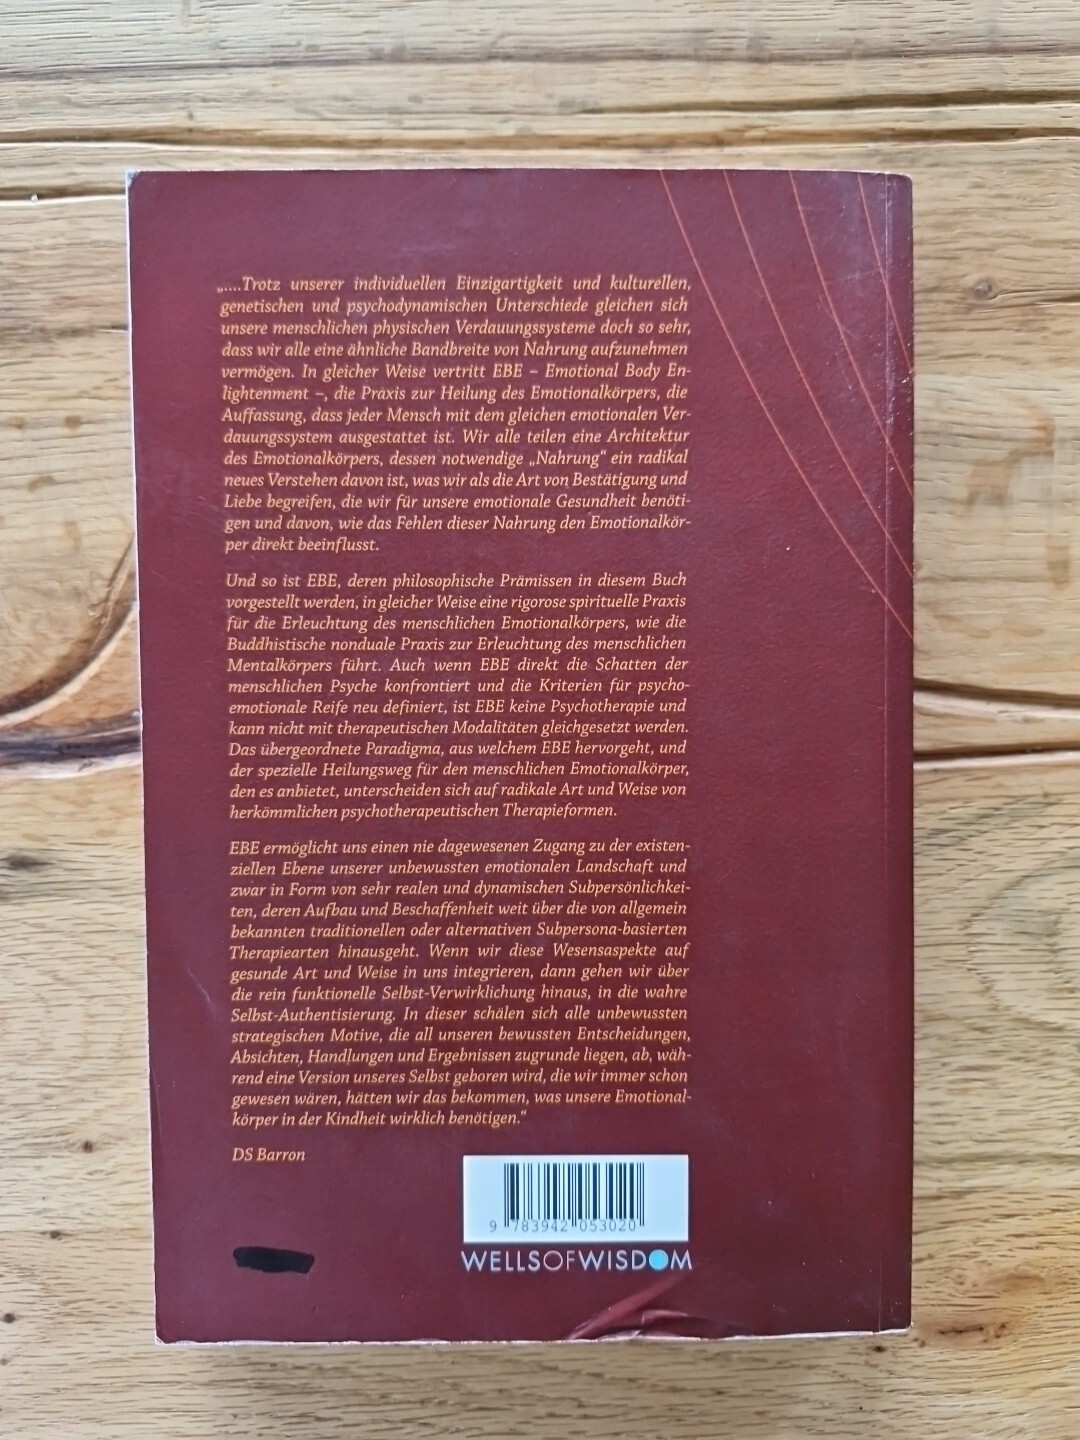 „....Trotz unserer individuellen Einzigartigkeit und kulturellen,
genetischen und psychodynamischen Unterschiede gleichen sich
unsere menschlichen physischen Verdauungssysteme doch so sehr,
dass wir alle eine ähnliche Bandbreite von Nahrung aufzunehmen
vermögen. In gleicher Weise vertritt EBE – Emotional Body En-
lightenment –, die Praxis zur Heilung des Emotionalkörpers, die
Auffassung, dass jeder Mensch mit dem gleichen emotionalen Ver-
dauungssystem ausgestattet ist. Wir alle teilen eine Architektur
des Emotionalkörpers, dessen notwendige „Nahrung“ ein radikal
neues Verstehen davon ist, was wir als die Art von Bestätigung und
Liebe begreifen, die wir für unsere emotionale Gesundheit benöti-
gen und davon, wie das Fehlen dieser Nahrung den Emotionalkör-
per direkt beeinflusst.
Und so ist EBE, deren philosophische Prämissen in diesem Buch
vorgestellt werden, in gleicher Weise eine rigorose spirituelle Praxis
für die Erleuchtung des menschlichen Emotionalkörpers, wie die
Buddhistische nonduale Praxis zur Erleuchtung des menschlichen
Mentalkörpers führt. Auch wenn EBE direkt die Schatten der
menschlichen Psyche konfrontiert und die Kriterien für psycho-
emotionale Reife neu definiert, ist EBE keine Psychotherapie und
kann nicht mit therapeutischen Modalitäten gleichgesetzt werden.
Das übergeordnete Paradigma, aus welchem EBE hervorgeht, und
der spezielle Heilungsweg für den menschlichen Emotionalkörper,
den es anbietet, unterscheiden sich auf radikale Art und Weise von
herkömmlichen psychotherapeutischen Therapieformen.
EBE ermöglicht uns einen nie dagewesenen Zugang zu der existen-
ziellen Ebene unserer unbewussten emotionalen Landschaft und
zwar in Form von sehr realen und dynamischen Subpersönlichkei-
ten, deren Aufbau und Beschaffenheit weit über die von allgemein
bekannten traditionellen oder alternativen Subpersona-basierten
Therapiearten hinausgeht. Wenn wir diese Wesensaspekte auf
gesunde Art und Weise in uns integrieren, dann gehen wir über
die rein funktionelle Selbst-Verwirklichung hinaus, in die wahre
Selbst-Authentisierung. In dieser schälen sich alle unbewussten
strategischen Motive, die all unseren bewussten Entscheidungen,
Absichten, Handlungen und Ergebnissen zugrunde liegen, ab, wäh-
rend eine Version unseres Selbst geboren wird, die wir immer schon
gewesen wären, hätten wir das bekommen, was unsere Emotional-
körper in der Kindheit wirklich benötigen.“
DS Barron
9 783942 053020
WELLSOFWISDOM